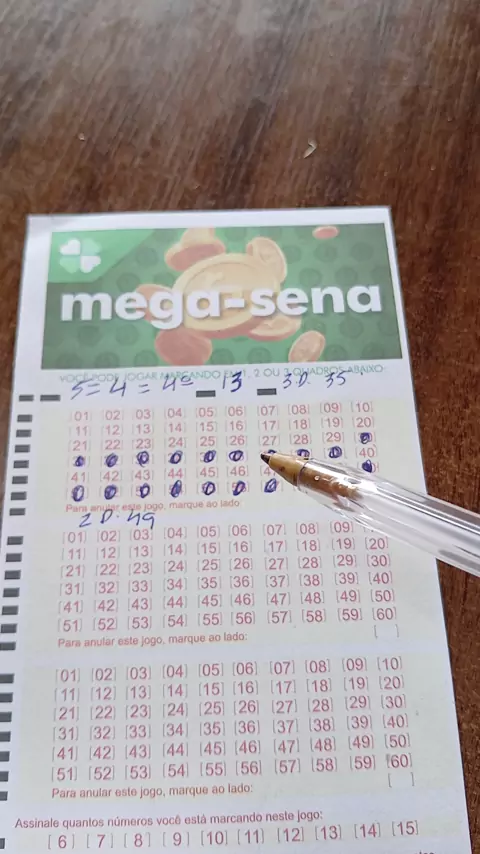 mega-sena
VOCÊ PODE JOGAR MARCANDO EM 1, 2 OU 3 QUADROS ABAIXO:
5=4=4º 13 3D. 35
[01] [02] [03] [04] [05] [06] [07] [08] [09] [10]
[11] [12] [13] [14] [15] [16] [17] [18] [19] [20]
[21] [22] [23] [24] [25] [26] [27] [28] [29]
[40]
[41] [42] [43] [44] [45] [46]
Para anular este jogo, marque ao lado:
2D. 49
[01] [02] [03] [04] [05] [06] [07] [08] [09]
[11] [12] [13] [14] [15] [16] [17] [18] [19] [20]
[21] [22] [23] [24] [25] [26] [27] [28] [29] [30]
[31] [32] [33] [34] [35] [36] [37] [38] [39] [40]
[41] [42] [43] [44] [45] [46] [47] [48] [49] [50]
[51] [52] [53] [54] [55] [56] [57] [58] [59] [60]
Para anular este jogo, marque ao lado: [ ]
[01] [02] [03] [04] [05] [06] [07] [08] [09] [10]
[11] [12] [13] [14] [15] [16] [17] [18] [19] [20]
[21] [22] [23] [24] [25] [26] [27] [28] [29] [30]
[31] [32] [33] [34] [35] [36] [37] [38] [39] [40]
[41] [42] [43] [44] [45] [46] [47] [48] [49] [50]
[51] [52] [53] [54] [55] [56] [57] [58] [59] [60]
Para anular este jogo, marque ao lado: [ ]
Assinale quantos números você está marcando neste jogo:
[6] [7] [8] [9] [10] [11] [12] [13] [14] [15]